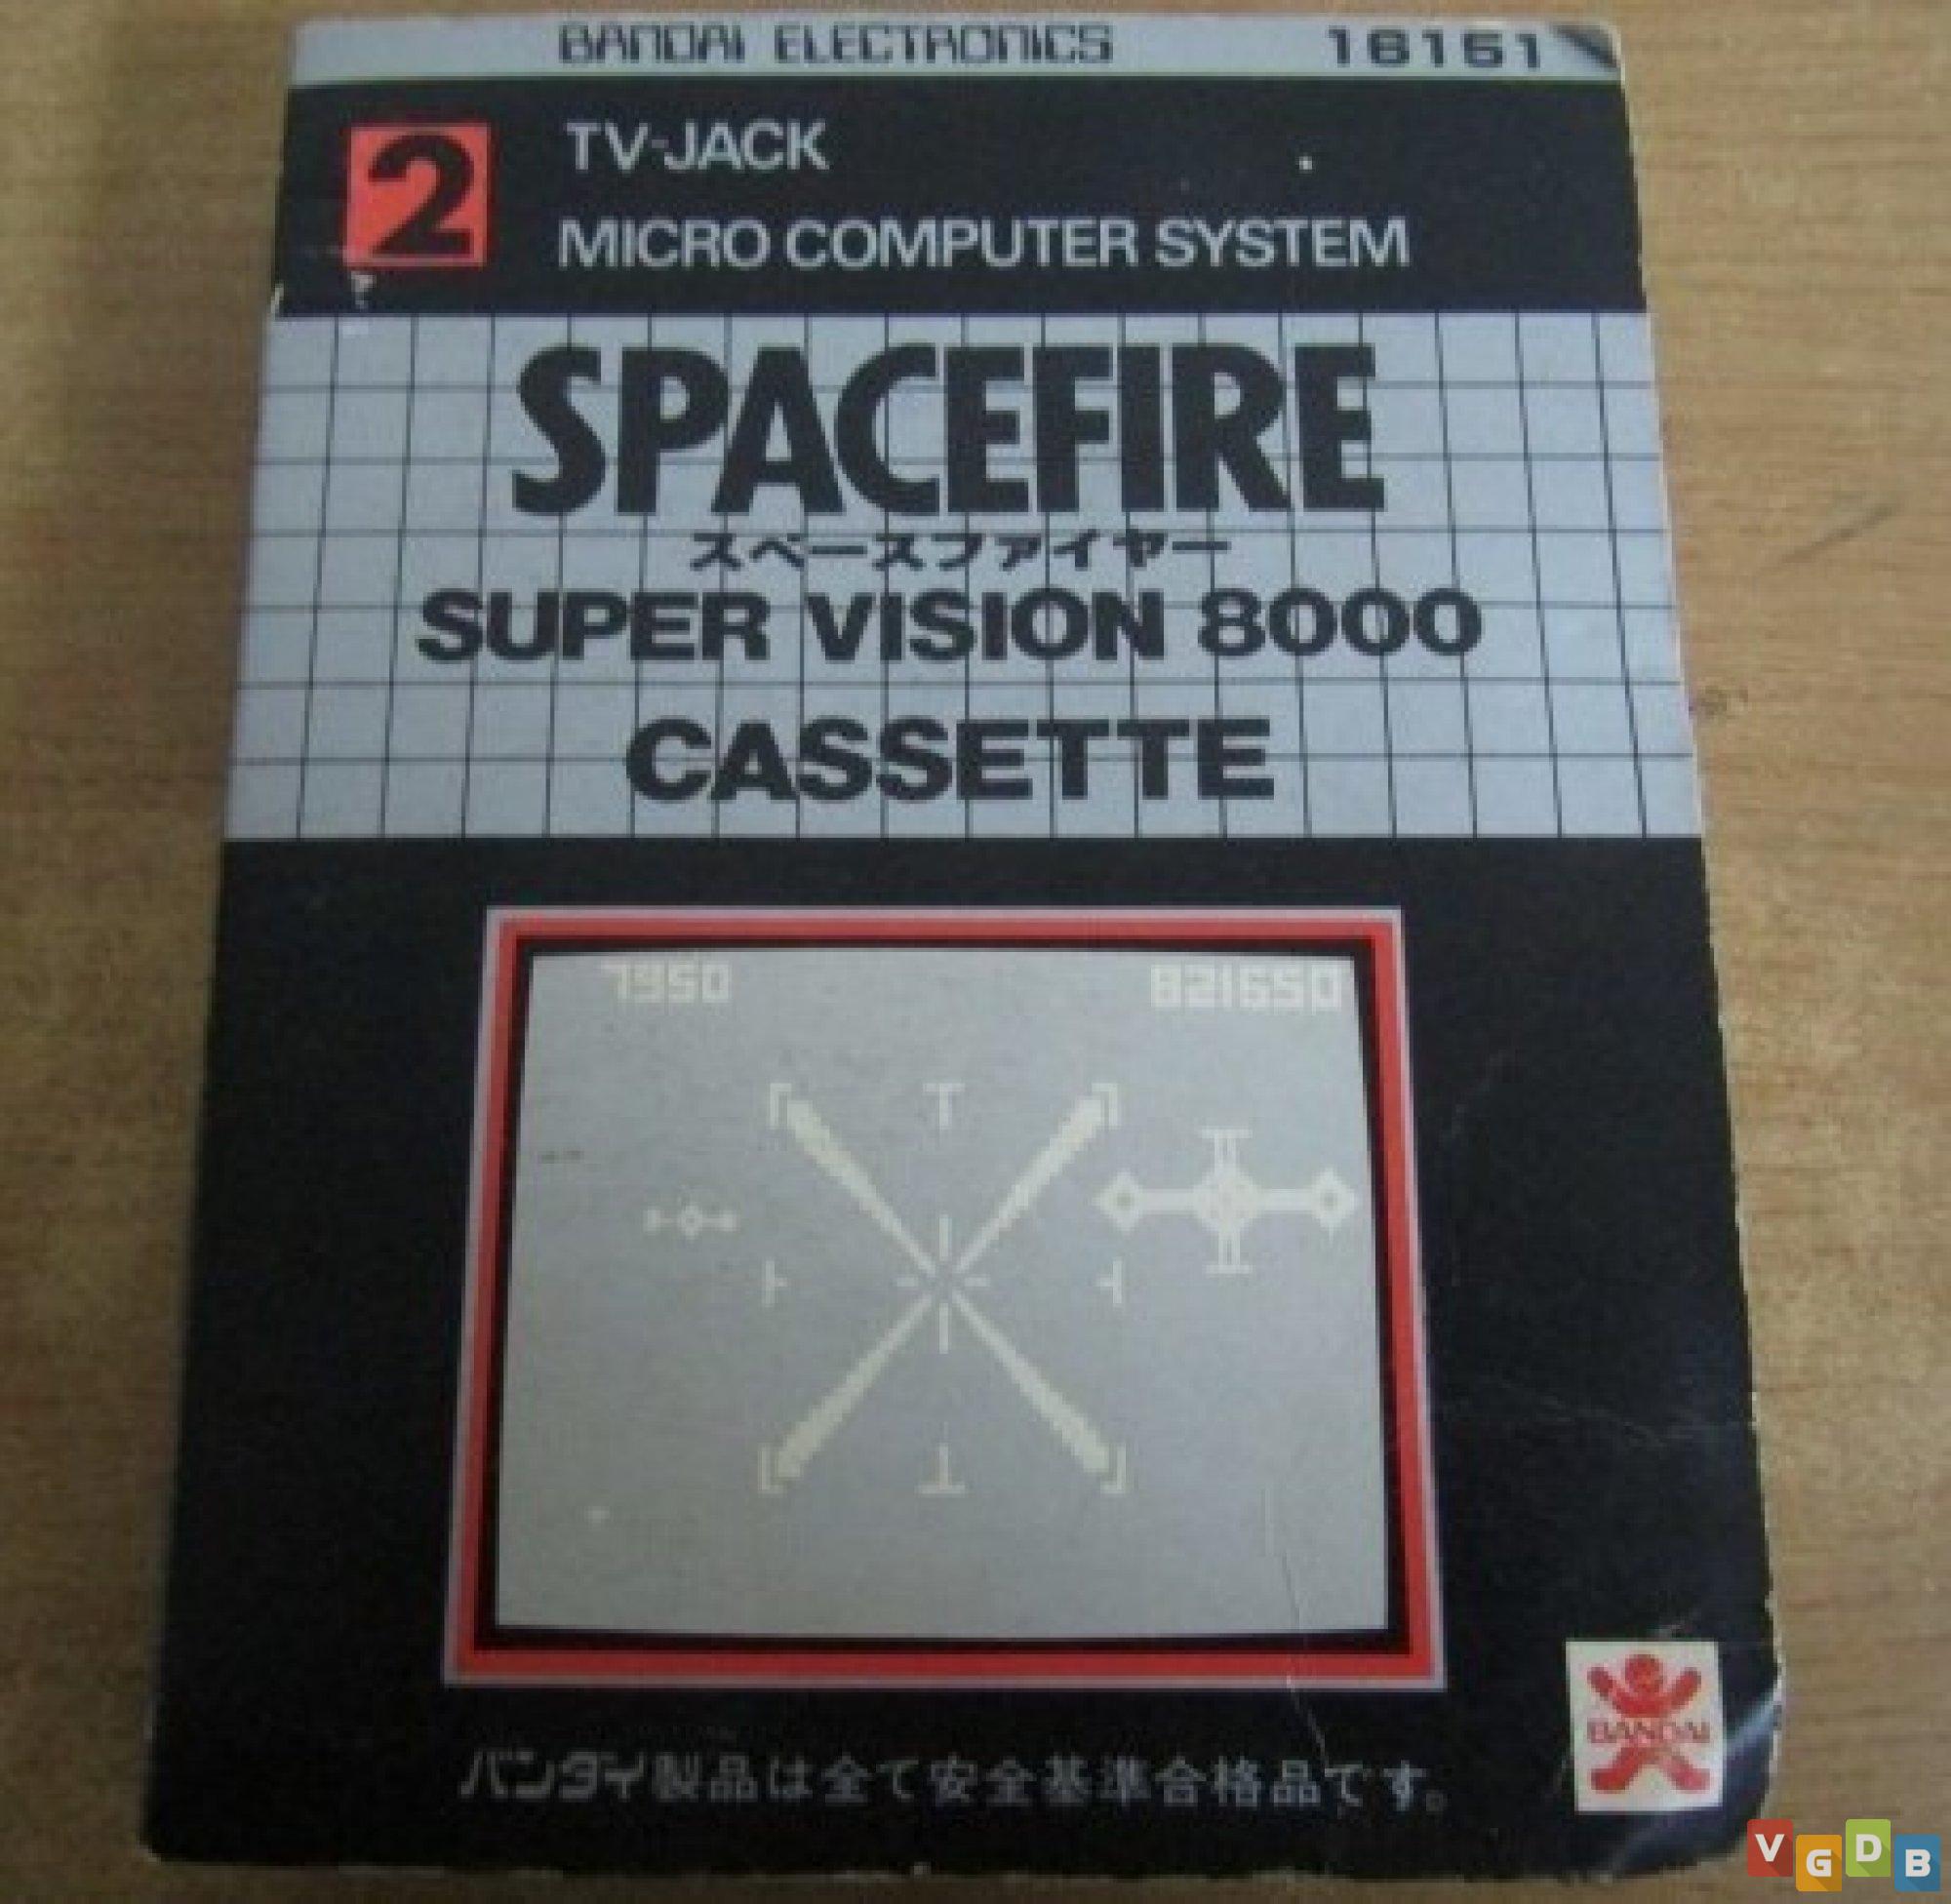 BANDAI ELECTRONICS 16151
2
TV-JACK
MICRO COMPUTER SYSTEM
SPACEFIRE
スペースファイヤー
SUPER VISION 8000
CASSETTE
7950 821650
BANDAI
バンダイ製品は全て安全基準合格品です。
VGDB